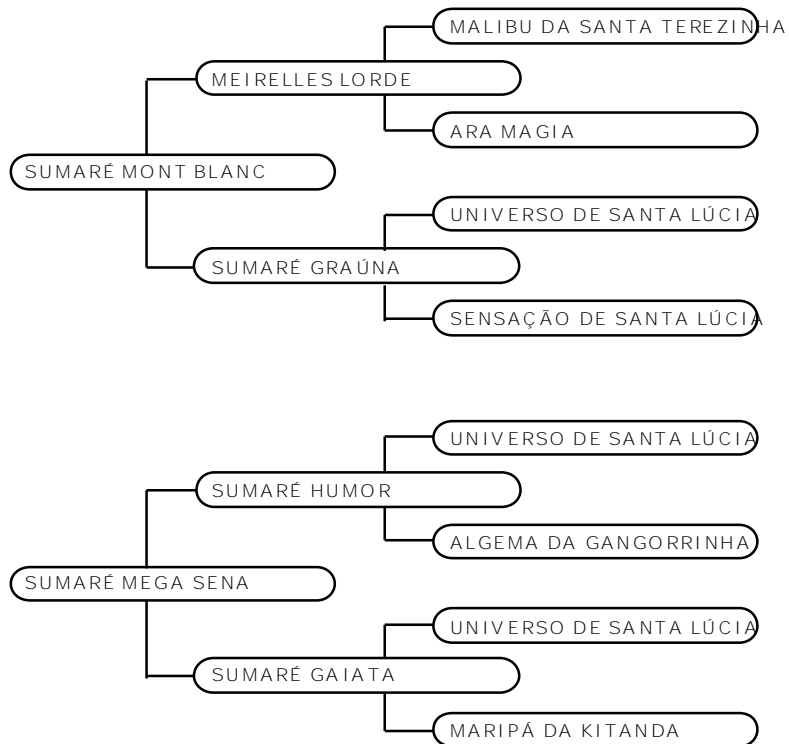 MALIBU DA SANTA TEREZINHA
MEIRELLES LORDE
ARA MAGIA
SUMARÉ MONT BLANC
UNIVERSO DE SANTA LÚCIA
SUMARÉ GRAÚNA
SENSAÇÃO DE SANTA LÚCIA
UNIVERSO DE SANTA LÚCIA
SUMARÉ HUMOR
ALGEMA DA GANGORRINHA
SUMARÉ MEGA SENA
UNIVERSO DE SANTA LÚCIA
SUMARÉ GAIATA
MARIPÁ DA KITANDA